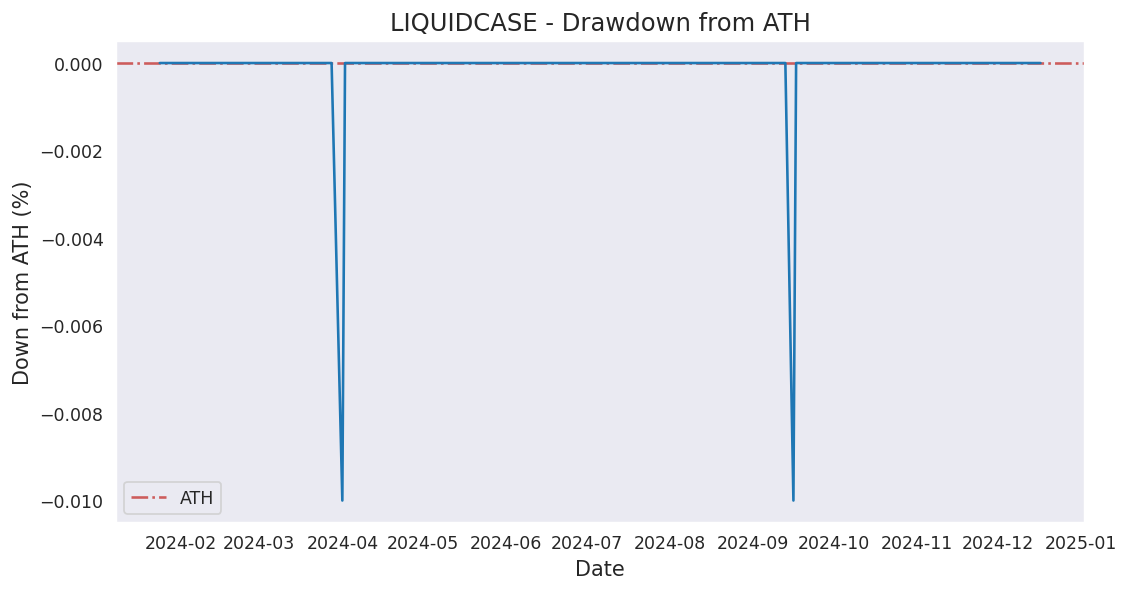 LIQUIDCASE - Drawdown from ATH
Down from ATH (%)
0.000
−0.002
−0.004
−0.006
−0.008
−0.010
ATH
2024-02 2024-03 2024-04 2024-05 2024-06 2024-07 2024-08 2024-09 2024-10 2024-11 2024-12 2025-01
Date